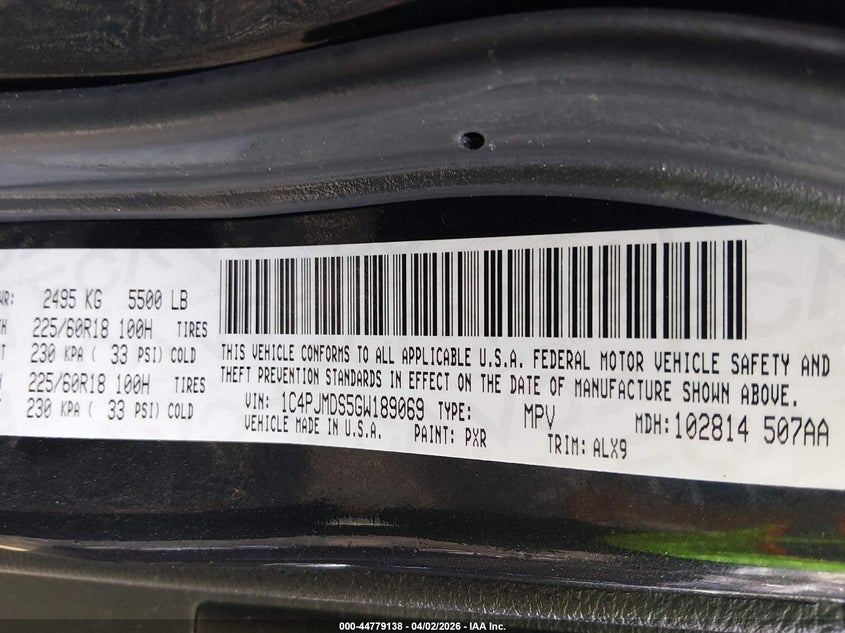 WR: 2495 KG 5500 LB
TH 225/60R18 100H TIRES
T 230 KPA ( 33 PSI) COLD
H 225/60R18 100H TIRES
T 230 KPA ( 33 PSI) COLD
THIS VEHICLE CONFORMS TO ALL APPLICABLE U.S.A. FEDERAL MOTOR VEHICLE SAFETY AND
THEFT PREVENTION STANDARDS IN EFFECT ON THE DATE OF MANUFACTURE SHOWN ABOVE.
VIN: 1C4PJMDS5GW189069 TYPE: MPV MDH: 102814 507AA
VEHICLE MADE IN U.S.A. PAINT: PXR TRIM: ALX9
000-44779138 - 04/02/2026 - IAA Inc.